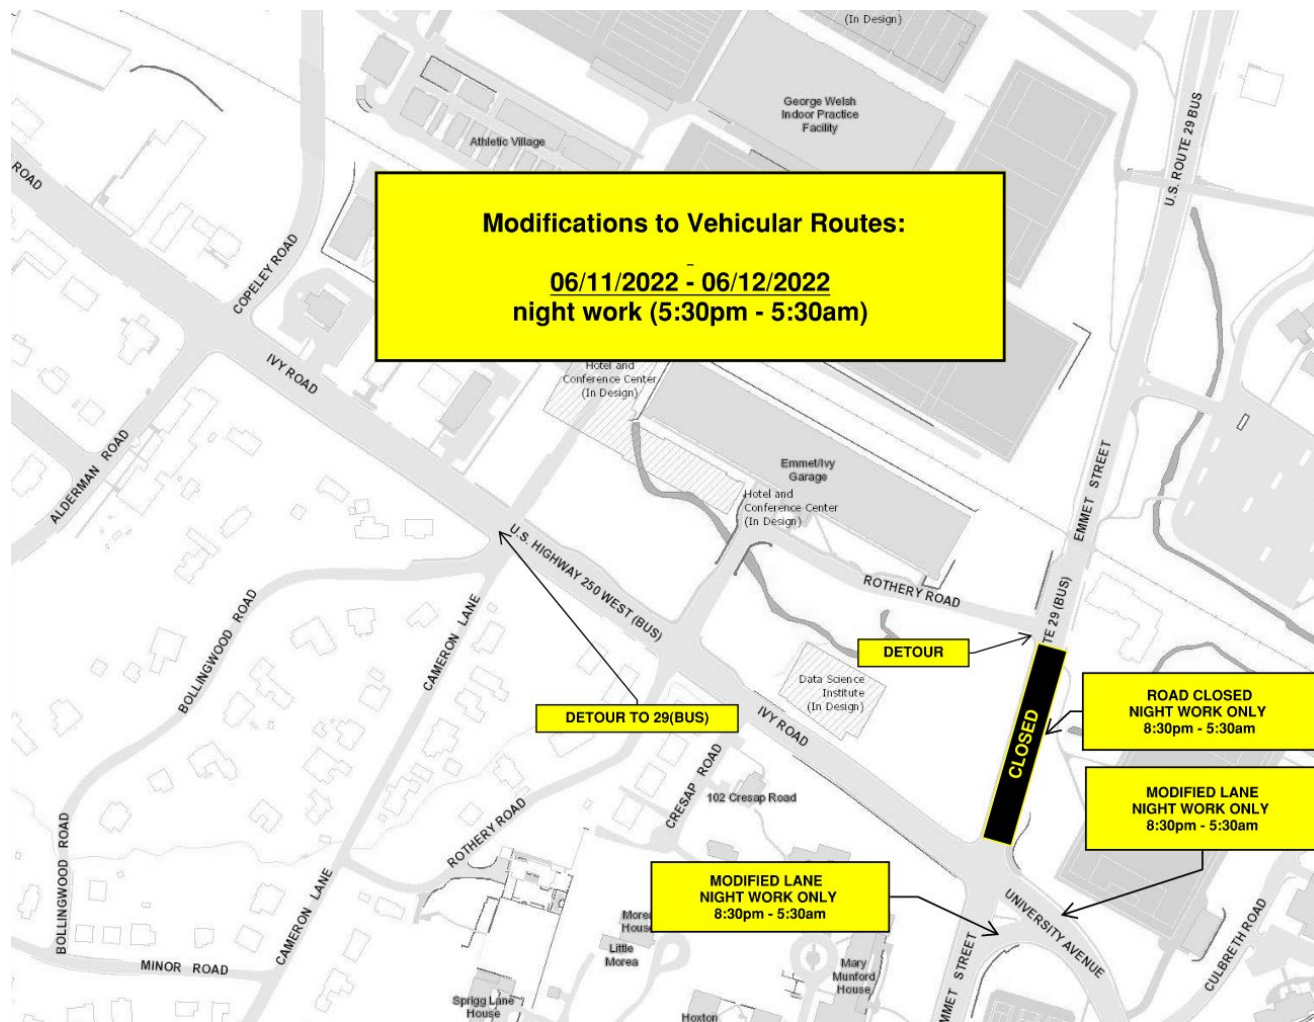 (In Design)
George Welsh
Indoor Practice
Facility
Athletic Village
U.S. ROUTE 29 BUS
ROAD
COPELEY ROAD
Modifications to Vehicular Routes:
06/11/2022 - 06/12/2022
night work (5:30pm - 5:30am)
IVY ROAD
Hotel and
Conference Center
(In Design)
ALDERMAN ROAD
Emmet/Ivy
Garage
Hotel and
Conference Center
(In Design)
EMMET STREET
U.S. HIGHWAY 250 WEST (BUS)
ROTHERY ROAD
TE 29 (BUS)
BOLLINGWOOD ROAD
CAMERON LANE
DETOUR
Data Science
Institute
(In Design)
DETOUR TO 29(BUS)
IVY ROAD
CLOSED
ROAD CLOSED
NIGHT WORK ONLY
8:30pm - 5:30am
CRESAP ROAD
102 Cresap Road
MODIFIED LANE
NIGHT WORK ONLY
8:30pm - 5:30am
ROTHERY ROAD
BOLLINGWOOD ROAD
CAMERON LANE
MODIFIED LANE
NIGHT WORK ONLY
8:30pm - 5:30am
UNIVERSITY AVENUE
CULBRETH ROAD
Morea
House
Little
Morea
MINOR ROAD
Mary
Munford
House
MMET STREET
Sprigg Lane
House
Hoxton